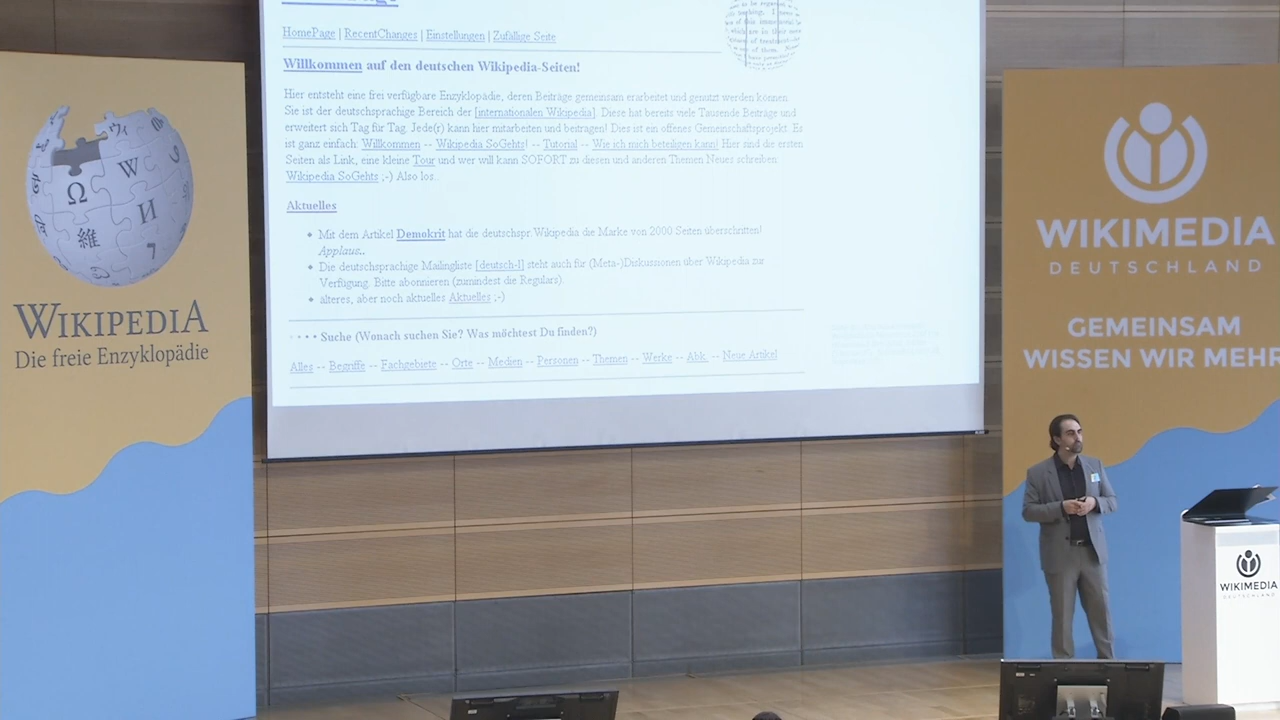 HomePage | RecentChanges | Einstellungen | Zufällige Seite
Willkommen auf den deutschen Wikipedia-Seiten!
Hier entsteht eine frei verfügbare Enzyklopädie, deren Beiträge gemeinsam erarbeitet und genutzt werden können.
Sie ist der deutschsprachige Bereich der [internationalen Wikipedia]. Diese hat bereits viele Tausende Beiträge und
erweitert sich Tag für Tag. Jede(r) kann hier mitarbeiten und beitragen! Dies ist ein offenes Gemeinschaftsprojekt. Es
ist ganz einfach: Willkommen -- Wikipedia SoGehts! -- Tutorial -- Wie ich mich beteiligen kann! Hier sind die ersten
Seiten als Link, eine kleine Tour und wer will kann SOFORT zu diesen und anderen Themen Neues schreiben.
Wikipedia SoGehts ;-) Also los...
Aktuelles
Mit dem Artikel Demokrit hat die deutschspr. Wikipedia die Marke von 2000 Seiten überschritten!
Applaus...
Die deutschsprachige Mailingliste [deutsch-l] steht auch für (Meta-)Diskussionen über Wikipedia zur
Verfügung. Bitte abonnieren (zumindest die Regulars).
älteres, aber noch aktuelles Aktuelles ;-)
Suche (Wonach suchen Sie? Was möchtest Du finden?)
Alles -- Begriffe -- Fachgebiete -- Orte -- Medien -- Personen -- Themen -- Werke -- Abk. -- Neue Artikel
Ω W И 維 7
WIKIPEDIA
Die freie Enzyklopädie
WIKIMEDIA
DEUTSCHLAND
GEMEINSAM
WISSEN WIR MEHR
WIKIMEDIA
DEUTSCHLAND